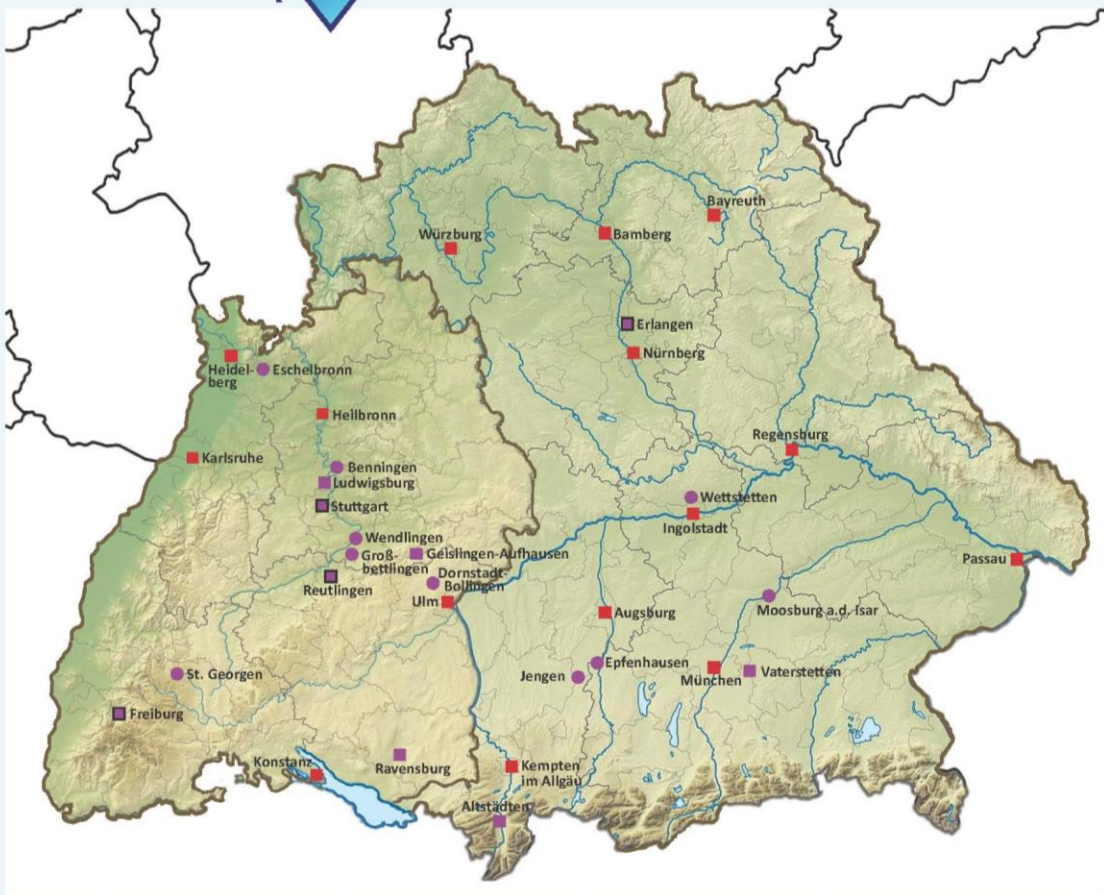 Bayreuth
Würzburg
Bamberg
Erlangen
Nürnberg
Heidel-
berg
Eschelbronn
Heilbronn
Regensburg
Karlsruhe
Benningen
Ludwigsburg
Wettstetten
Stuttgart
Ingolstadt
Wendlingen
Groß-
bettlingen
Geislingen-Aufhausen
Passau
Dornstadt-
Bollingen
Reutlingen
Ulm
Moosburg a.d. Isar
Augsburg
Epfenhausen
Jengen
München
Vaterstetten
St. Georgen
Freiburg
Konstanz
Ravensburg
Kempten
im Allgäu
Altstädten